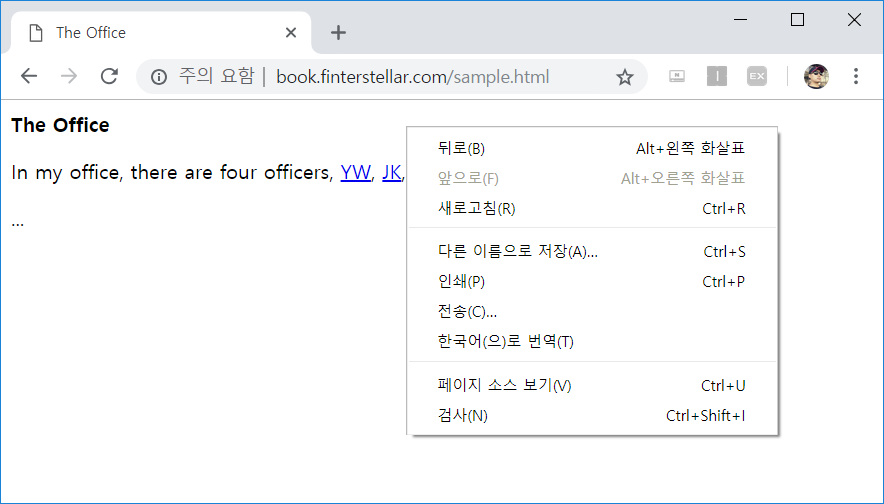 The Office
주의 요함 | book.finterstellar.com/sample.html
EX
The Office
In my office, there are four officers, YW, JK,
...
뒤로(B) Alt+왼쪽 화살표
앞으로(F) Alt+오른쪽 화살표
새로고침(R) Ctrl+R
다른 이름으로 저장(A)... Ctrl+S
인쇄(P) Ctrl+P
전송(C)...
한국어(으)로 번역(T)
페이지 소스 보기(V) Ctrl+U
검사(N) Ctrl+Shift+I